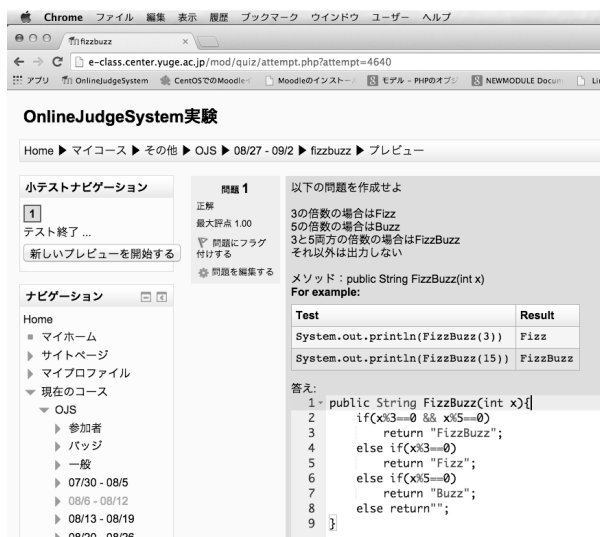 Chrome ファイル 編集 表示 履歴 ブックマーク ウインドウ ユーザー ヘルプ
fizzbuzz ×
e-class.center.yuge.ac.jp/mod/quiz/attempt.php?attempt=4640
アプリ OnlineJudgeSystem CentOSでのMoodleイ Moodleのインストー モデル - PHPのオブジ NEWMODULE Docum Li
OnlineJudgeSystem実験
Home ▶ マイコース ▶ その他 ▶ OJS ▶ 08/27 - 09/2 ▶ fizzbuzz ▶ プレビュー
小テストナビゲーション
1
テスト終了 ...
新しいプレビューを開始する
ナビゲーション
Home
マイホーム
サイトページ
マイプロファイル
現在のコース
OJS
参加者
バッジ
一般
07/30 - 08/5
08/6 - 08/12
08/13 - 08/19
08/20 - 08/26
問題 1
正解
最大評点 1.00
問題にフラグ
付けする
問題を編集する
以下の問題を作成せよ
3の倍数の場合はFizz
5の倍数の場合はBuzz
3と5両方の倍数の場合はFizzBuzz
それ以外は出力しない
メソッド：public String FizzBuzz(int x)
For example:
Test Result
System.out.println(FizzBuzz(3)) Fizz
System.out.println(FizzBuzz(15)) FizzBuzz
答え:
1 public String FizzBuzz(int x){
2 if(x%3==0 && x%5==0)
3 return "FizzBuzz";
4 else if(x%3==0)
5 return "Fizz";
6 else if(x%5==0)
7 return "Buzz";
8 else return"";
9 }